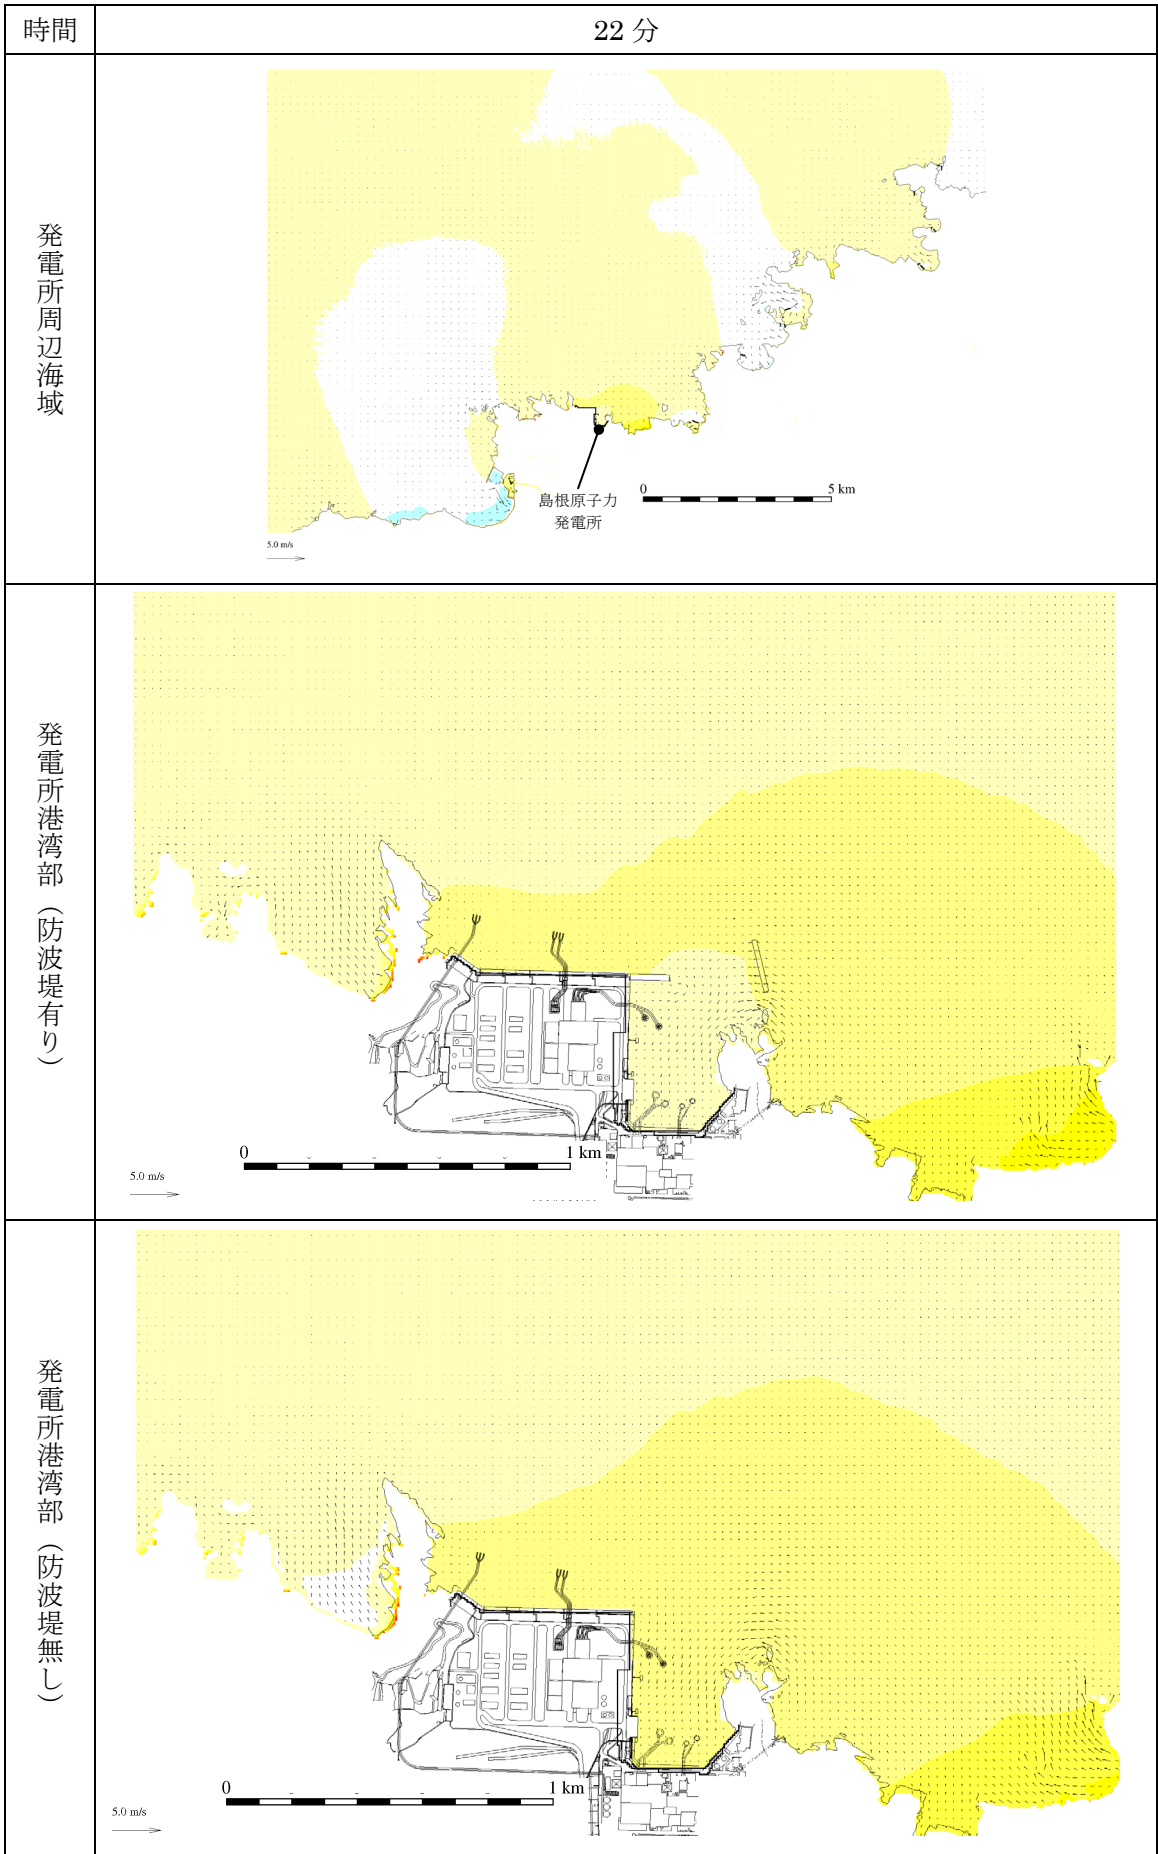 時間
22 分
発電所周辺海域
島根原子力
発電所
0 5 km
5.0 m/s
発電所港湾部（防波堤有り）
0 1 km
5.0 m/s
発電所港湾部（防波堤無し）
0 1 km
5.0 m/s